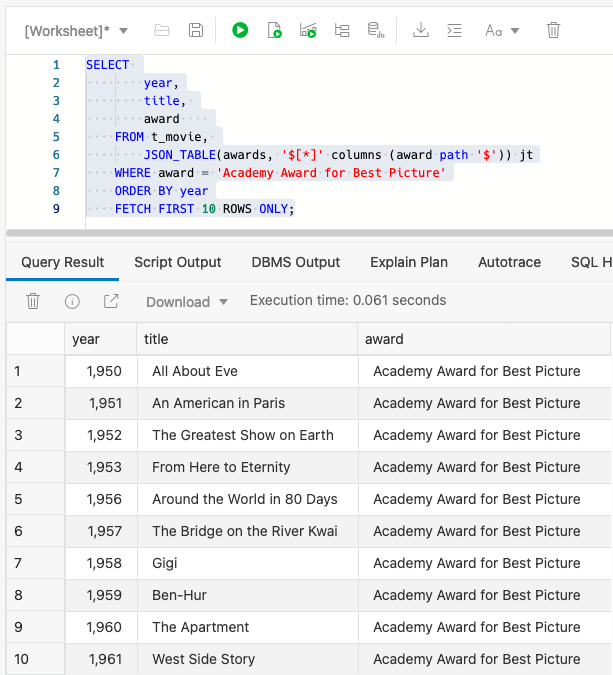 [Worksheet]*
Aa
1 SELECT
2 year,
3 title,
4 award
5 FROM t_movie,
6 JSON_TABLE(awards, '$[*]' columns (award path '$')) jt
7 WHERE award = 'Academy Award for Best Picture'
8 ORDER BY year
9 FETCH FIRST 10 ROWS ONLY;
Query Result Script Output DBMS Output Explain Plan Autotrace SQL H
Download Execution time: 0.061 seconds
year title award
1 1,950 All About Eve Academy Award for Best Picture
2 1,951 An American in Paris Academy Award for Best Picture
3 1,952 The Greatest Show on Earth Academy Award for Best Picture
4 1,953 From Here to Eternity Academy Award for Best Picture
5 1,956 Around the World in 80 Days Academy Award for Best Picture
6 1,957 The Bridge on the River Kwai Academy Award for Best Picture
7 1,958 Gigi Academy Award for Best Picture
8 1,959 Ben-Hur Academy Award for Best Picture
9 1,960 The Apartment Academy Award for Best Picture
10 1,961 West Side Story Academy Award for Best Picture